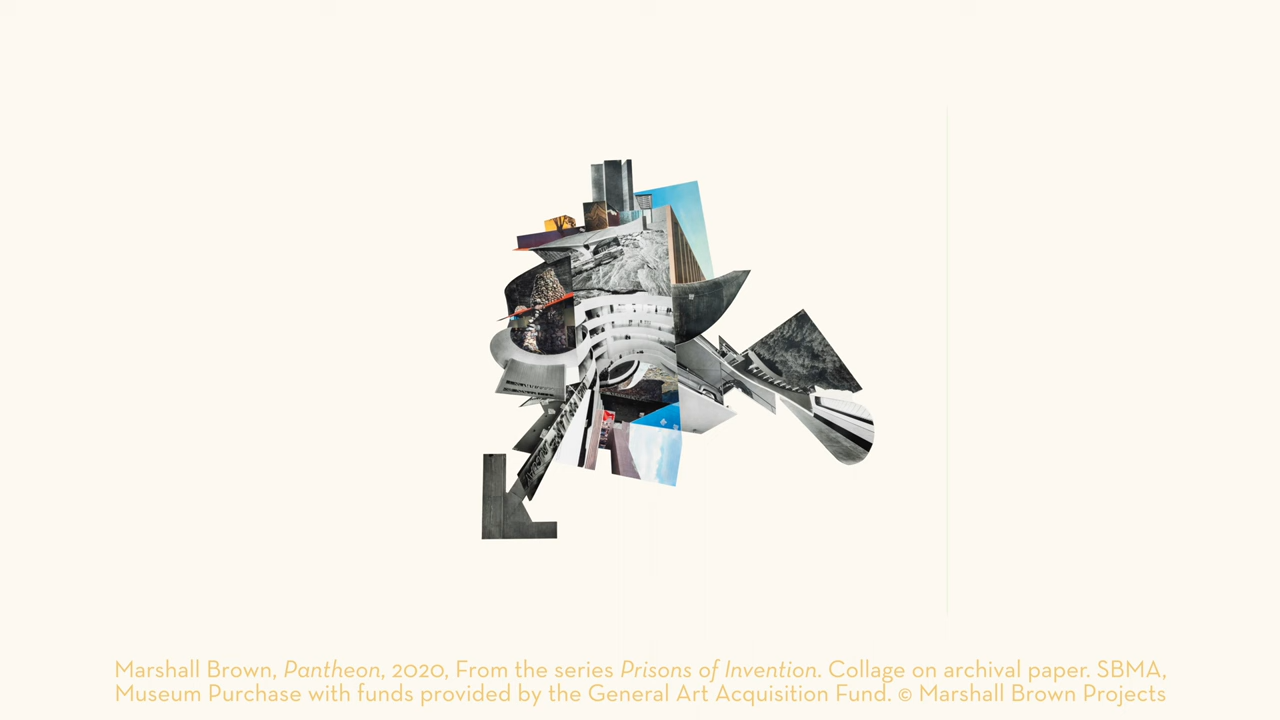 Marshall Brown, Pantheon, 2020, From the series Prisons of Invention. Collage on archival paper. SBMA,
Museum Purchase with funds provided by the General Art Acquisition Fund. © Marshall Brown Projects